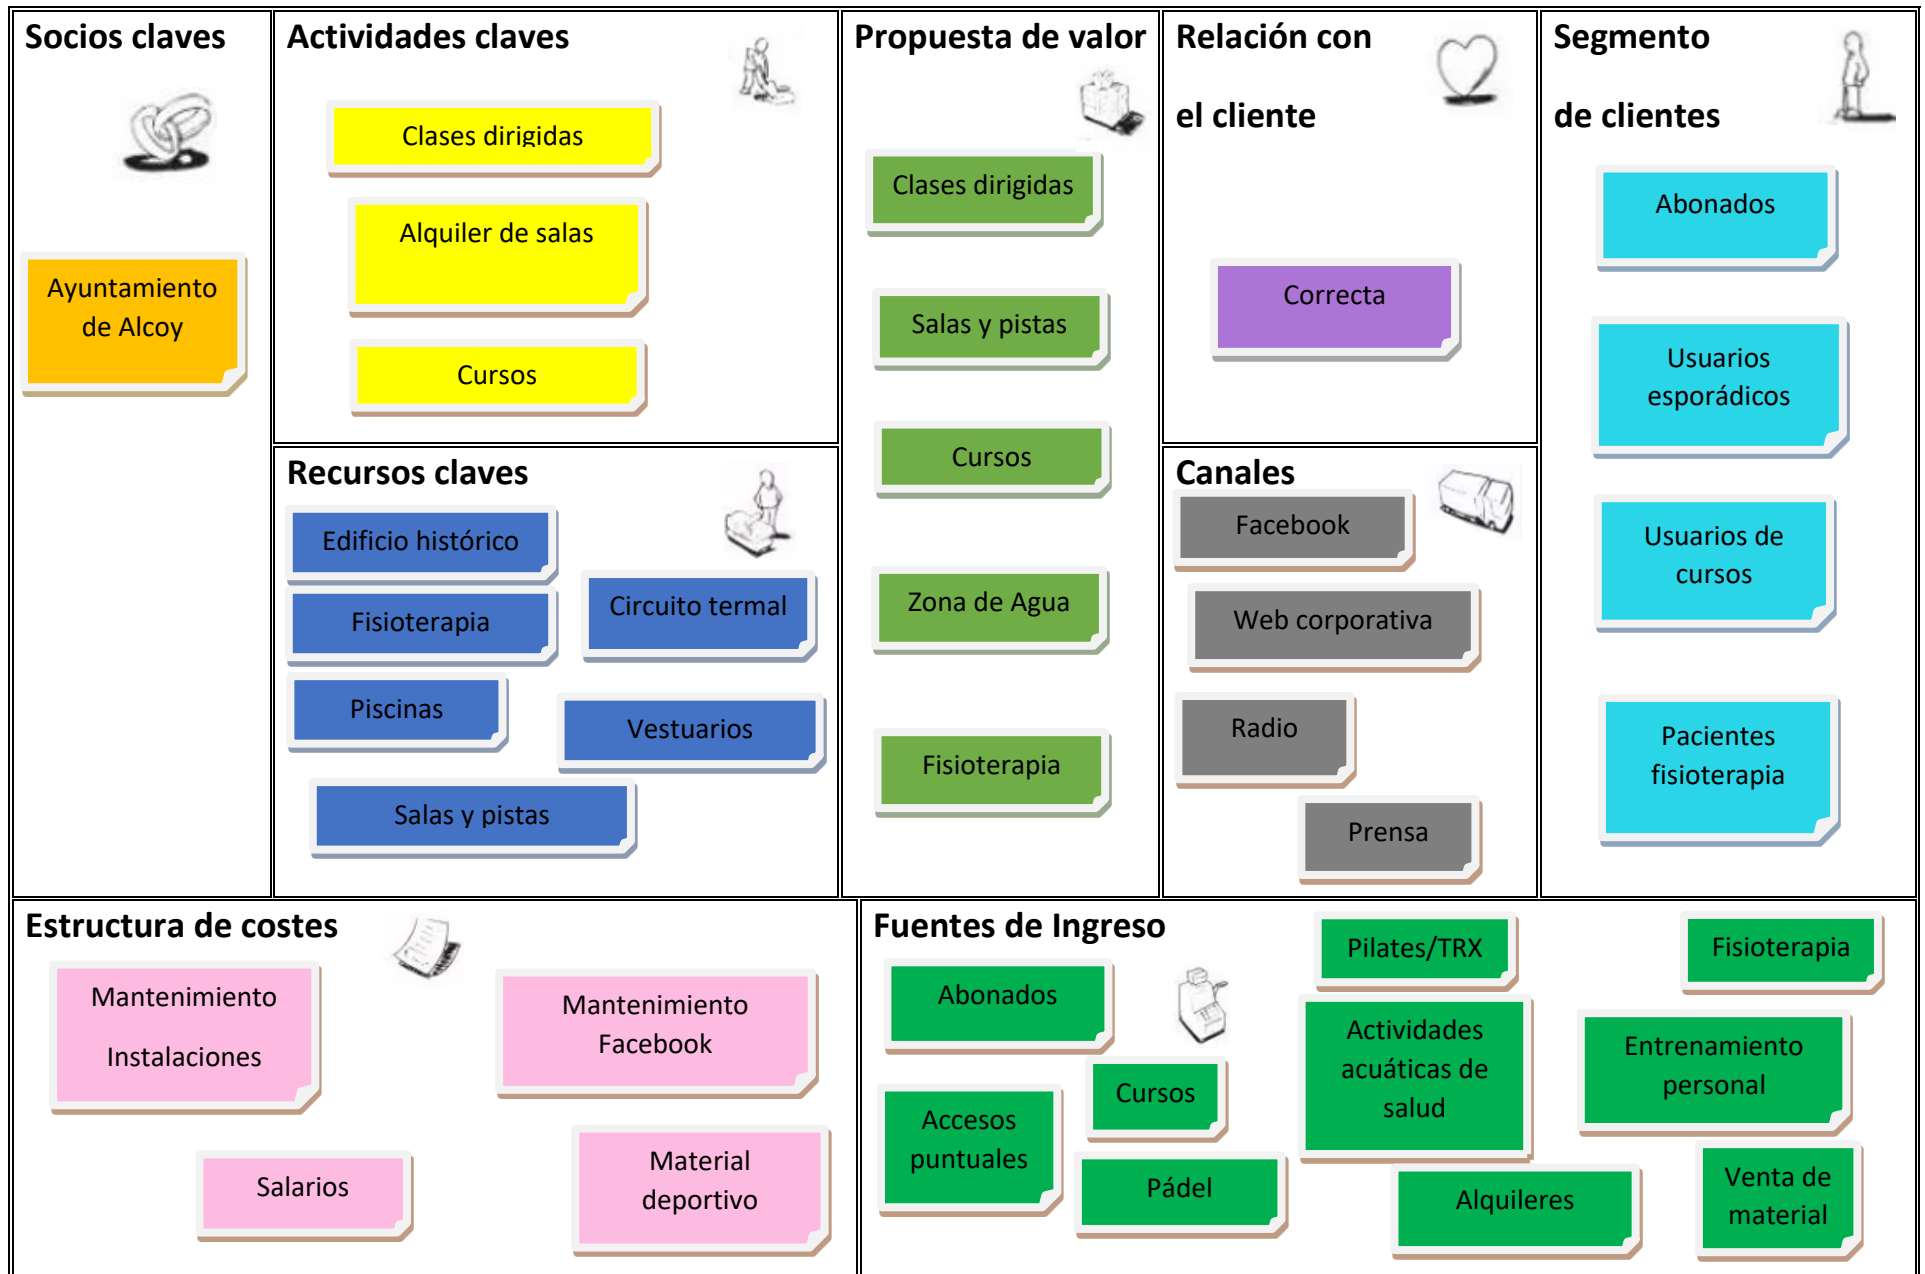 Socios claves
Ayuntamiento
de Alcoy
Actividades claves
Clases dirigidas
Alquiler de salas
Cursos
Recursos claves
Edificio histórico
Circuito termal
Fisioterapia
Piscinas
Vestuarios
Salas y pistas
Propuesta de valor
Clases dirigidas
Salas y pistas
Cursos
Zona de Agua
Fisioterapia
Relación con
el cliente
Correcta
Canales
Facebook
Web corporativa
Radio
Prensa
Segmento
de clientes
Abonados
Usuarios
esporádicos
Usuarios de
cursos
Pacientes
fisioterapia
Estructura de costes
Mantenimiento
Instalaciones
Mantenimiento
Facebook
Salarios
Material
deportivo
Fuentes de Ingreso
Abonados
Cursos
Accesos
puntuales
Pádel
Pilates/TRX
Actividades
acuáticas de
salud
Alquileres
Fisioterapia
Entrenamiento
personal
Venta de
material